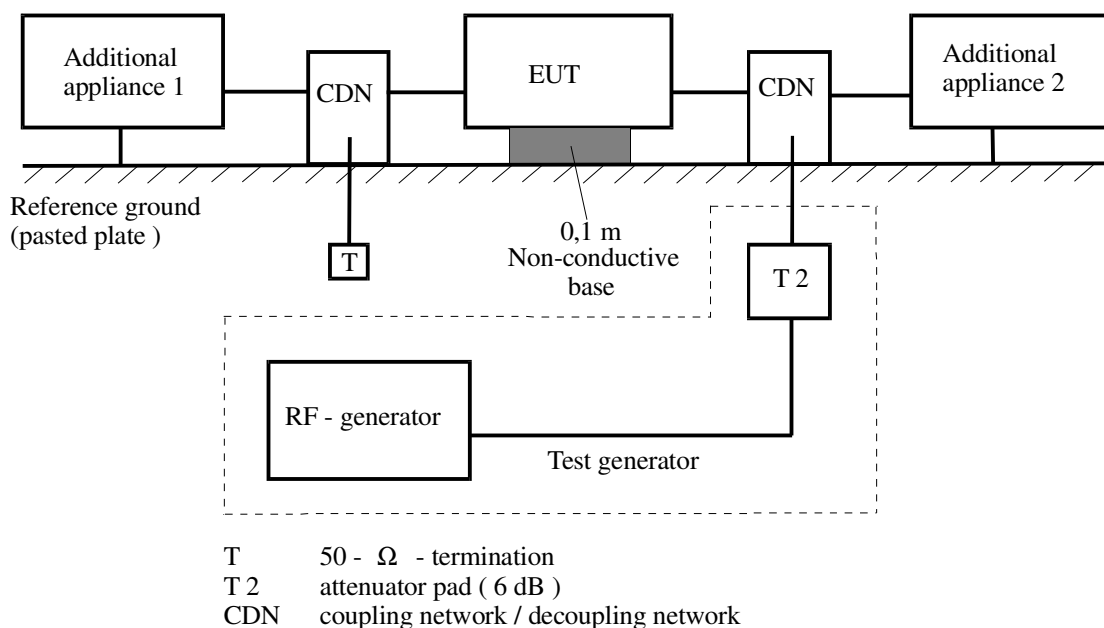 Additional
appliance 1
CDN
EUT
CDN
Additional
appliance 2
Reference ground
(pasted plate )
T
0,1 m
Non-conductive
base
T 2
RF - generator
Test generator
T 50 - Ω - termination
T 2 attenuator pad ( 6 dB )
CDN coupling network / decoupling network